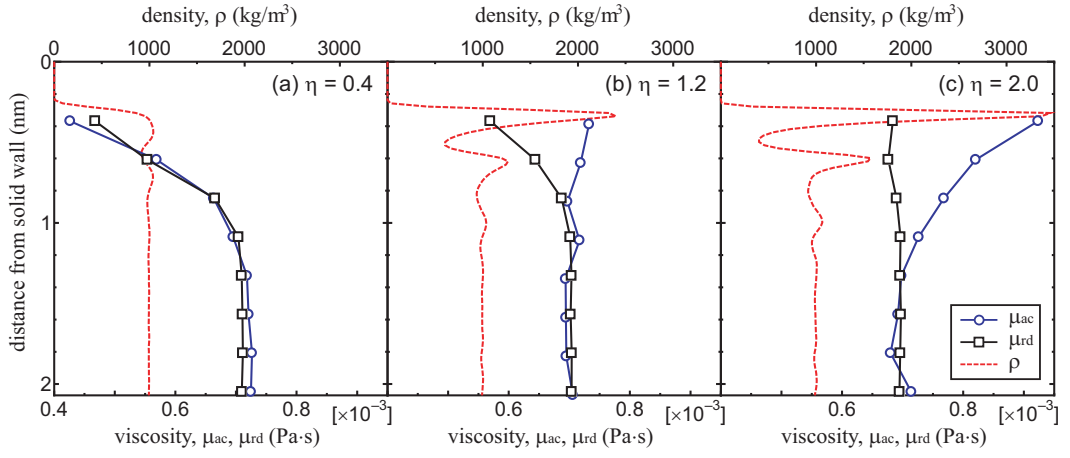 density, ρ (kg/m³) density, ρ (kg/m³) density, ρ (kg/m³)
0 1000 2000 3000 1000 2000 3000 1000 2000 3000
0
(a) η = 0.4 (b) η = 1.2 (c) η = 2.0
distance from solid wall (nm)
1
μac
μrd
ρ
2
0.4 0.6 0.8 [×10⁻³] 0.6 0.8 [×10⁻³] 0.6 0.8 [×10⁻³]
viscosity, μac, μrd (Pa·s) viscosity, μac, μrd (Pa·s) viscosity, μac, μrd (Pa·s)